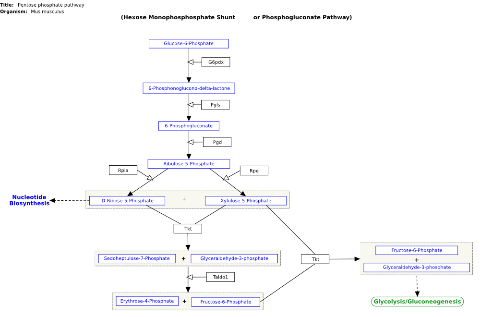 Title: Pentose phosphate pathway
Organism: Mus musculus
(Hexose Monophosphosphate Shunt or Phosphogluconate Pathway)
Glucose-6-Phosphate
G6pdx
6-Phosphonoglucono-delta-lactone
Pgls
6-Phosphogluconate
Pgd
Ribulose-5-Phosphate
Rpia
Rpe
Nucleotide
Biosynthesis
D-Ribose-5-Phosphate
+
Xylulose-5-Phosphate
Tkt
Sedoheptulose-7-Phosphate + Glyceraldehyde-3-phosphate
Tkt
Fructose-6-Phosphate
+
Glyceraldehyde-3-phosphate
Taldo1
Erythrose-4-Phosphate + Fructose-6-Phosphate
Glycolysis/Gluconeogenesis